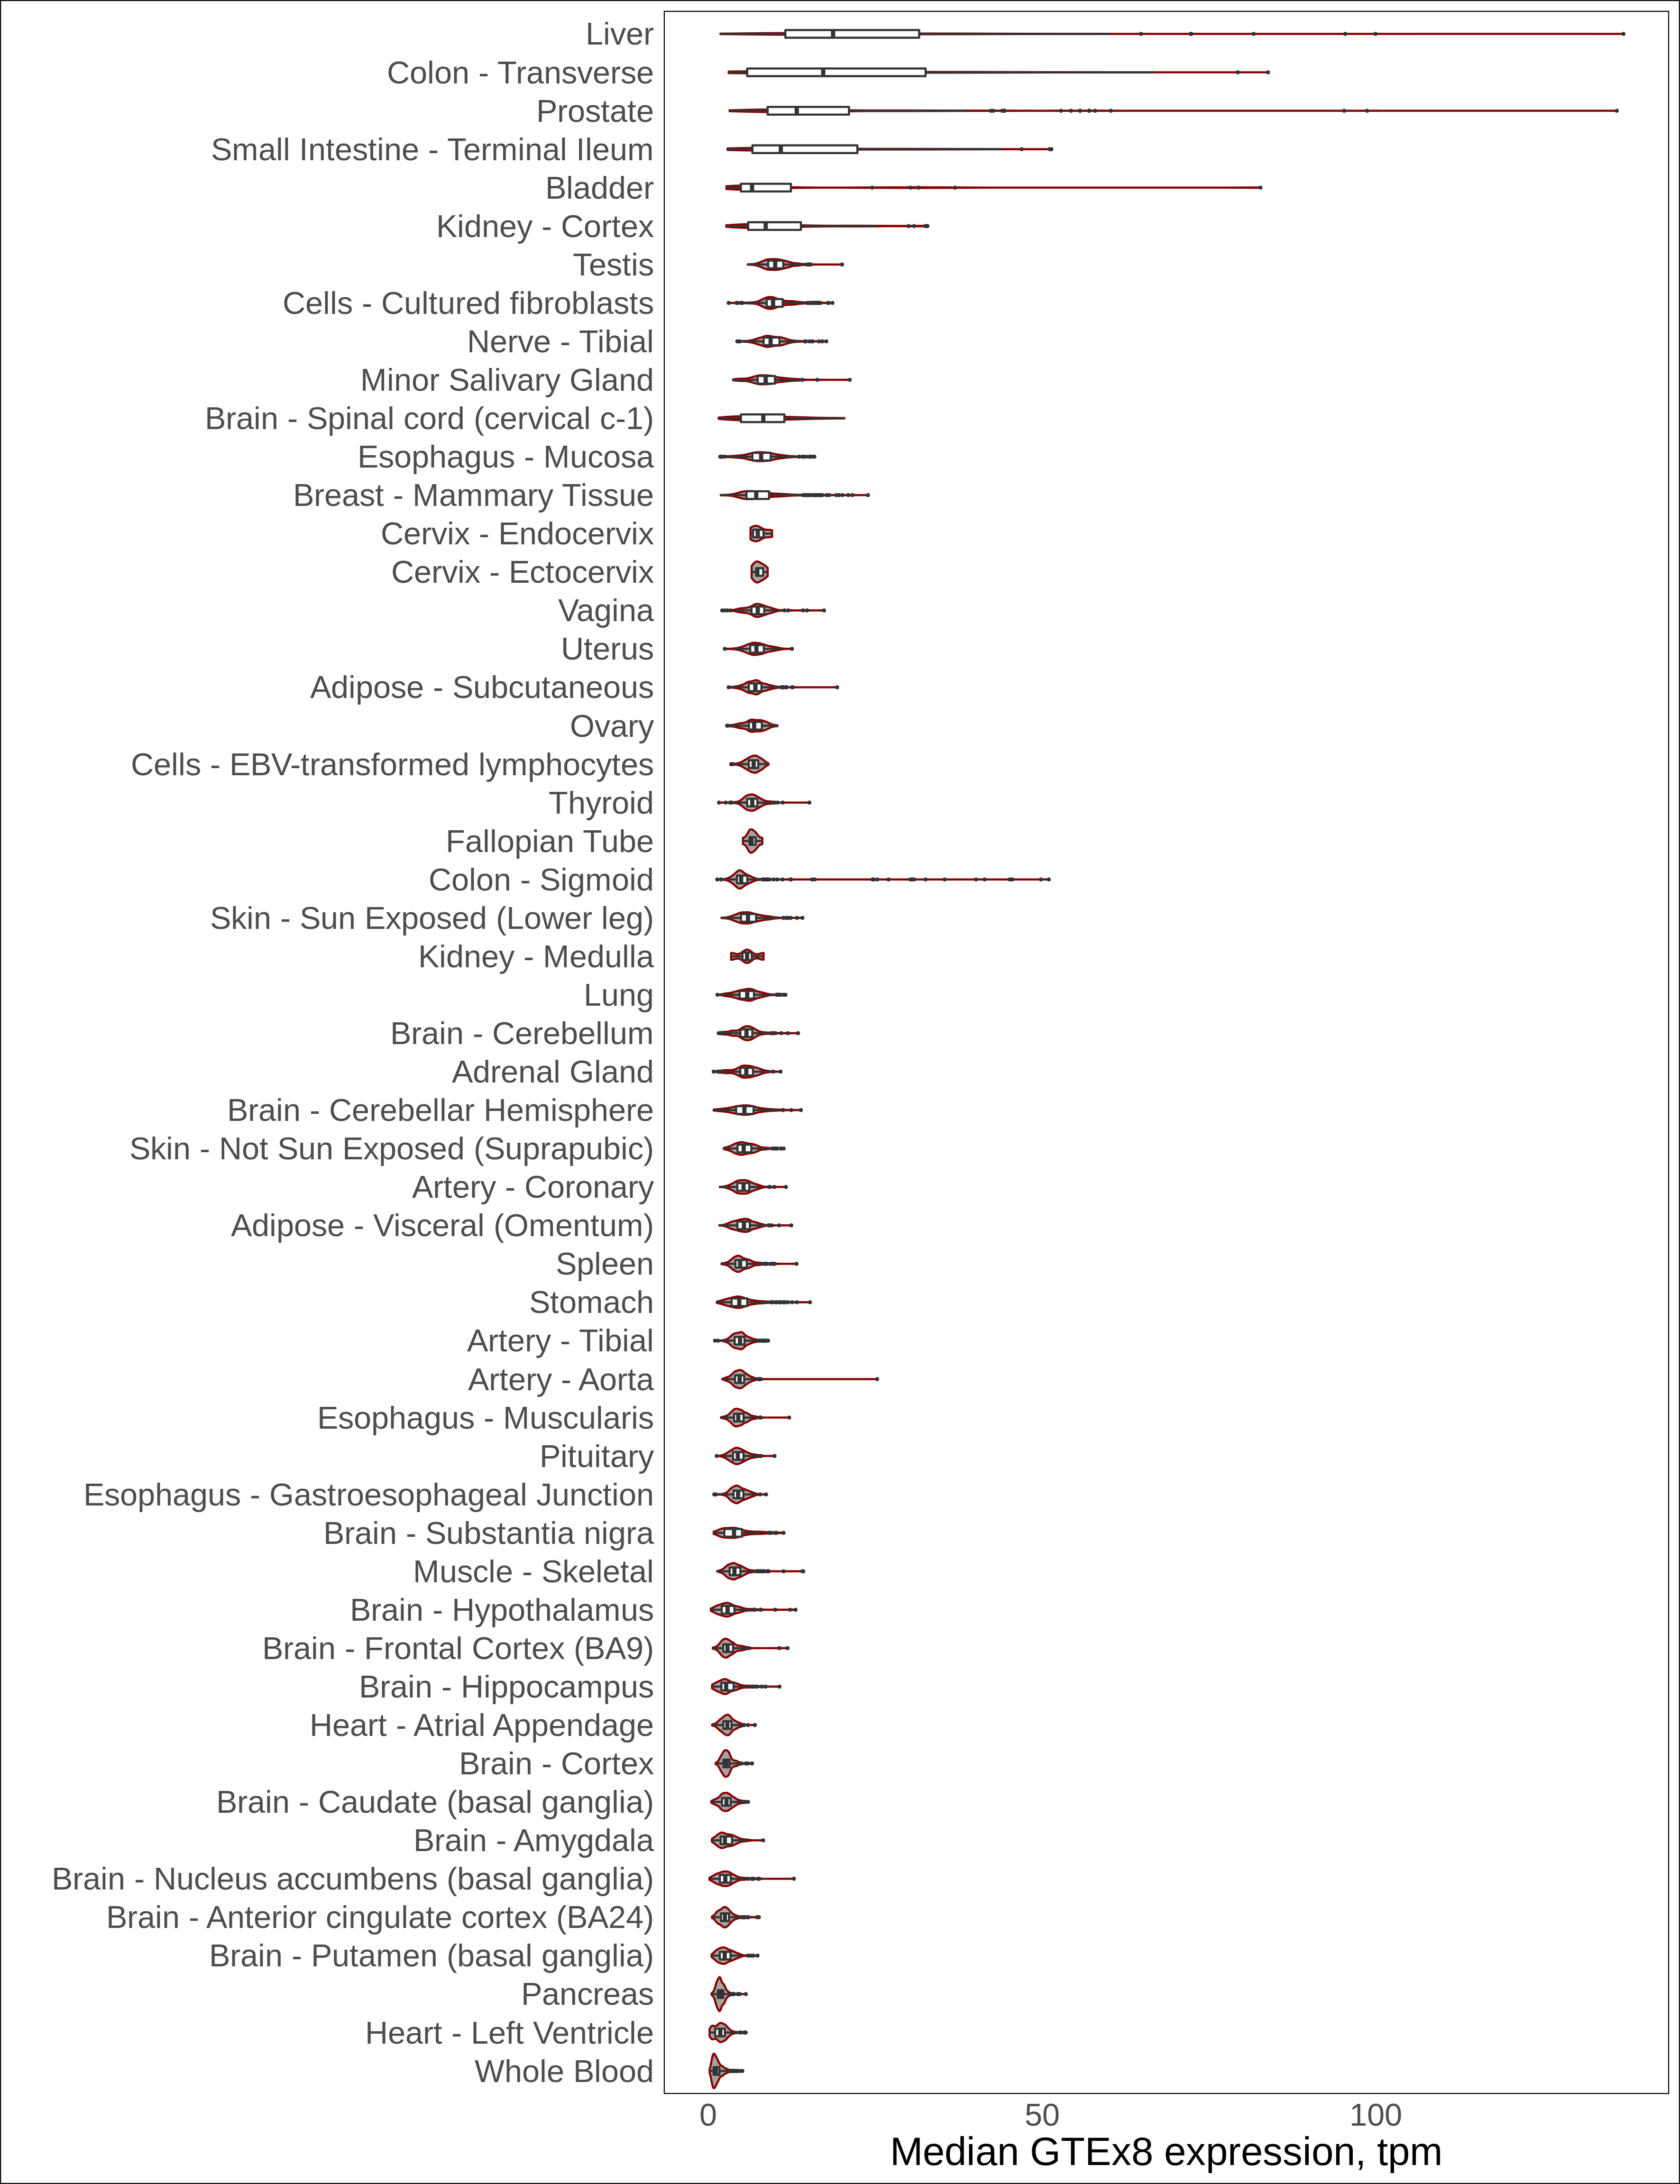 Liver
Colon - Transverse
Prostate
Small Intestine - Terminal Ileum
Bladder
Kidney - Cortex
Testis
Cells - Cultured fibroblasts
Nerve - Tibial
Minor Salivary Gland
Brain - Spinal cord (cervical c-1)
Esophagus - Mucosa
Breast - Mammary Tissue
Cervix - Endocervix
Cervix - Ectocervix
Vagina
Uterus
Adipose - Subcutaneous
Ovary
Cells - EBV-transformed lymphocytes
Thyroid
Fallopian Tube
Colon - Sigmoid
Skin - Sun Exposed (Lower leg)
Kidney - Medulla
Lung
Brain - Cerebellum
Adrenal Gland
Brain - Cerebellar Hemisphere
Skin - Not Sun Exposed (Suprapubic)
Artery - Coronary
Adipose - Visceral (Omentum)
Spleen
Stomach
Artery - Tibial
Artery - Aorta
Esophagus - Muscularis
Pituitary
Esophagus - Gastroesophageal Junction
Brain - Substantia nigra
Muscle - Skeletal
Brain - Hypothalamus
Brain - Frontal Cortex (BA9)
Brain - Hippocampus
Heart - Atrial Appendage
Brain - Cortex
Brain - Caudate (basal ganglia)
Brain - Amygdala
Brain - Nucleus accumbens (basal ganglia)
Brain - Anterior cingulate cortex (BA24)
Brain - Putamen (basal ganglia)
Pancreas
Heart - Left Ventricle
Whole Blood
0 50 100
Median GTEx8 expression, tpm